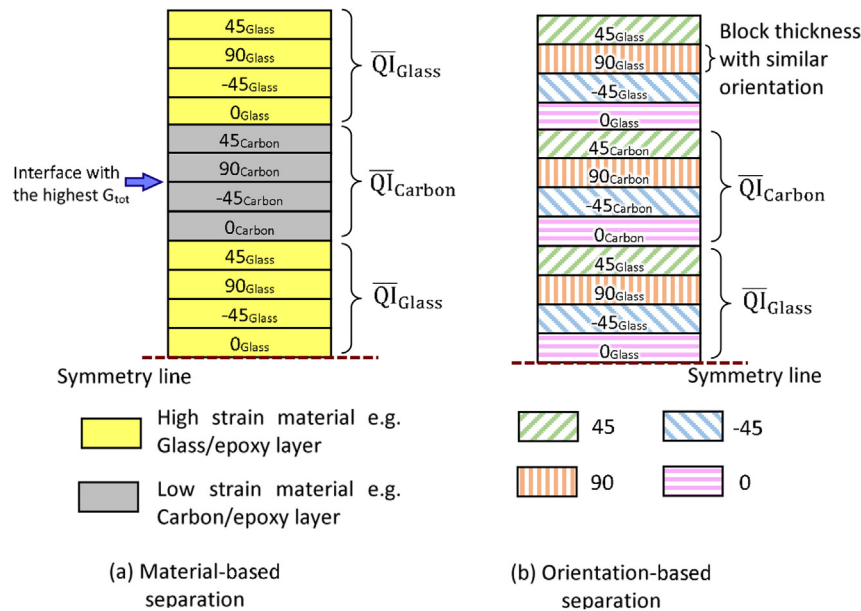 45Glass
90Glass
-45Glass
0Glass
45Carbon
90Carbon
-45Carbon
0Carbon
45Glass
90Glass
-45Glass
0Glass
QIGlass
QICarbon
QIGlass
Interface with
the highest Gtot
Symmetry line
High strain material e.g.
Glass/epoxy layer
Low strain material e.g.
Carbon/epoxy layer
(a) Material-based
separation
45Glass
90Glass
-45Glass
0Glass
45Carbon
90Carbon
-45Carbon
0Carbon
45Glass
90Glass
-45Glass
0Glass
Block thickness
with similar
orientation
QICarbon
QIGlass
Symmetry line
45
-45
90
0
(b) Orientation-based
separation